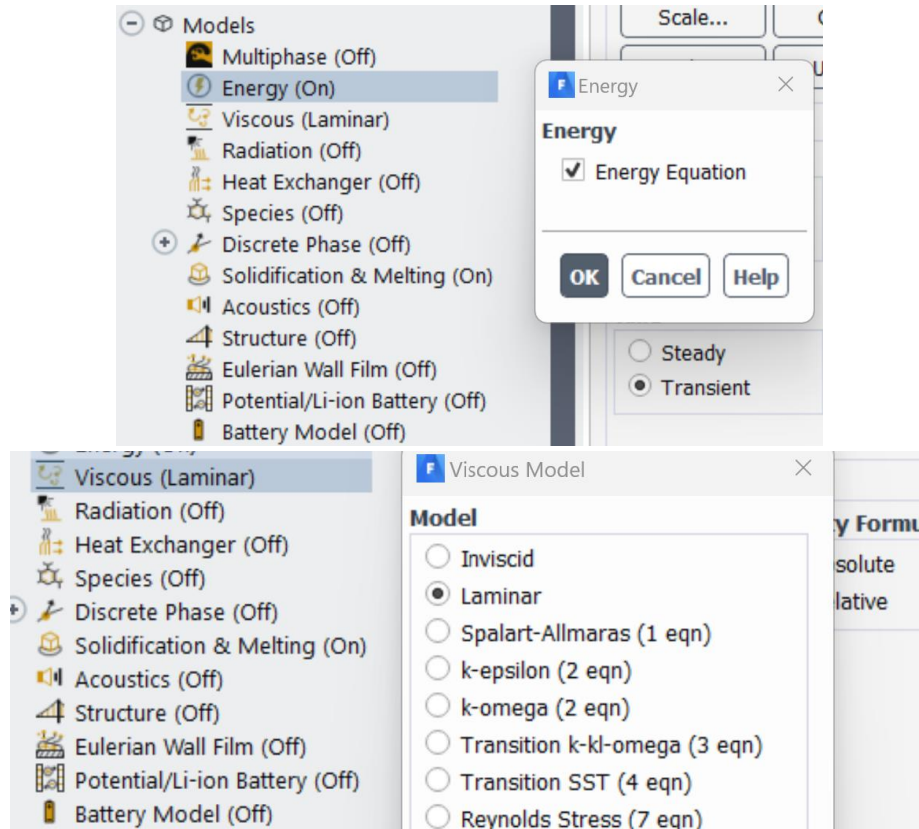 Models
Scale...
Multiphase (Off)
Energy (On)
Energy
Viscous (Laminar)
Energy
Radiation (Off)
Energy Equation
Heat Exchanger (Off)
Species (Off)
Discrete Phase (Off)
Solidification & Melting (On)
OK Cancel Help
Acoustics (Off)
Structure (Off)
Steady
Eulerian Wall Film (Off)
Transient
Potential/Li-ion Battery (Off)
Battery Model (Off)
Viscous (Laminar)
Viscous Model
Radiation (Off)
Model
y Formu
Heat Exchanger (Off)
Inviscid
solute
Species (Off)
Laminar
lative
Discrete Phase (Off)
Spalart-Allmaras (1 eqn)
Solidification & Melting (On)
k-epsilon (2 eqn)
Acoustics (Off)
k-omega (2 eqn)
Structure (Off)
Transition k-kl-omega (3 eqn)
Eulerian Wall Film (Off)
Transition SST (4 eqn)
Potential/Li-ion Battery (Off)
Reynolds Stress (7 eqn)
Battery Model (Off)